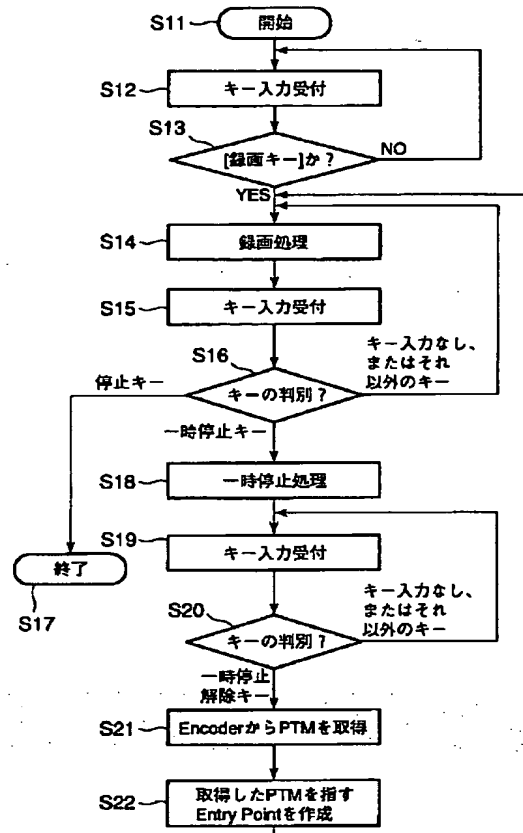 S11
開始
S12
キー入力受付
S13
[録画キー]か？
NO
YES
S14
録画処理
S15
キー入力受付
S16
キーの判別？
キー入力なし、
またはそれ
以外のキー
停止キー
一時停止キー
S18
一時停止処理
S19
キー入力受付
終了
S17
S20
キーの判別？
キー入力なし、
またはそれ
以外のキー
一時停止
解除キー
S21
EncoderからPTMを取得
S22
取得したPTMを指す
Entry Pointを作成